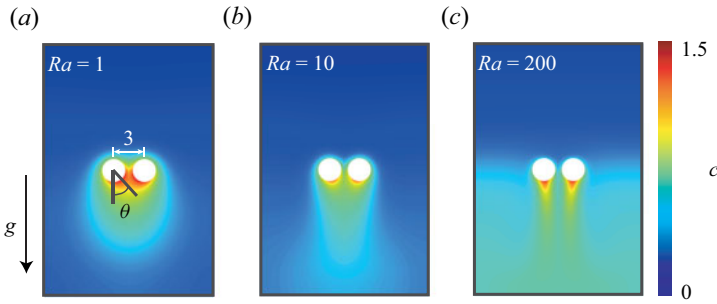 (a)
(b)
(c)
Ra = 1
Ra = 10
Ra = 200
1.5
3
θ
c
g
0